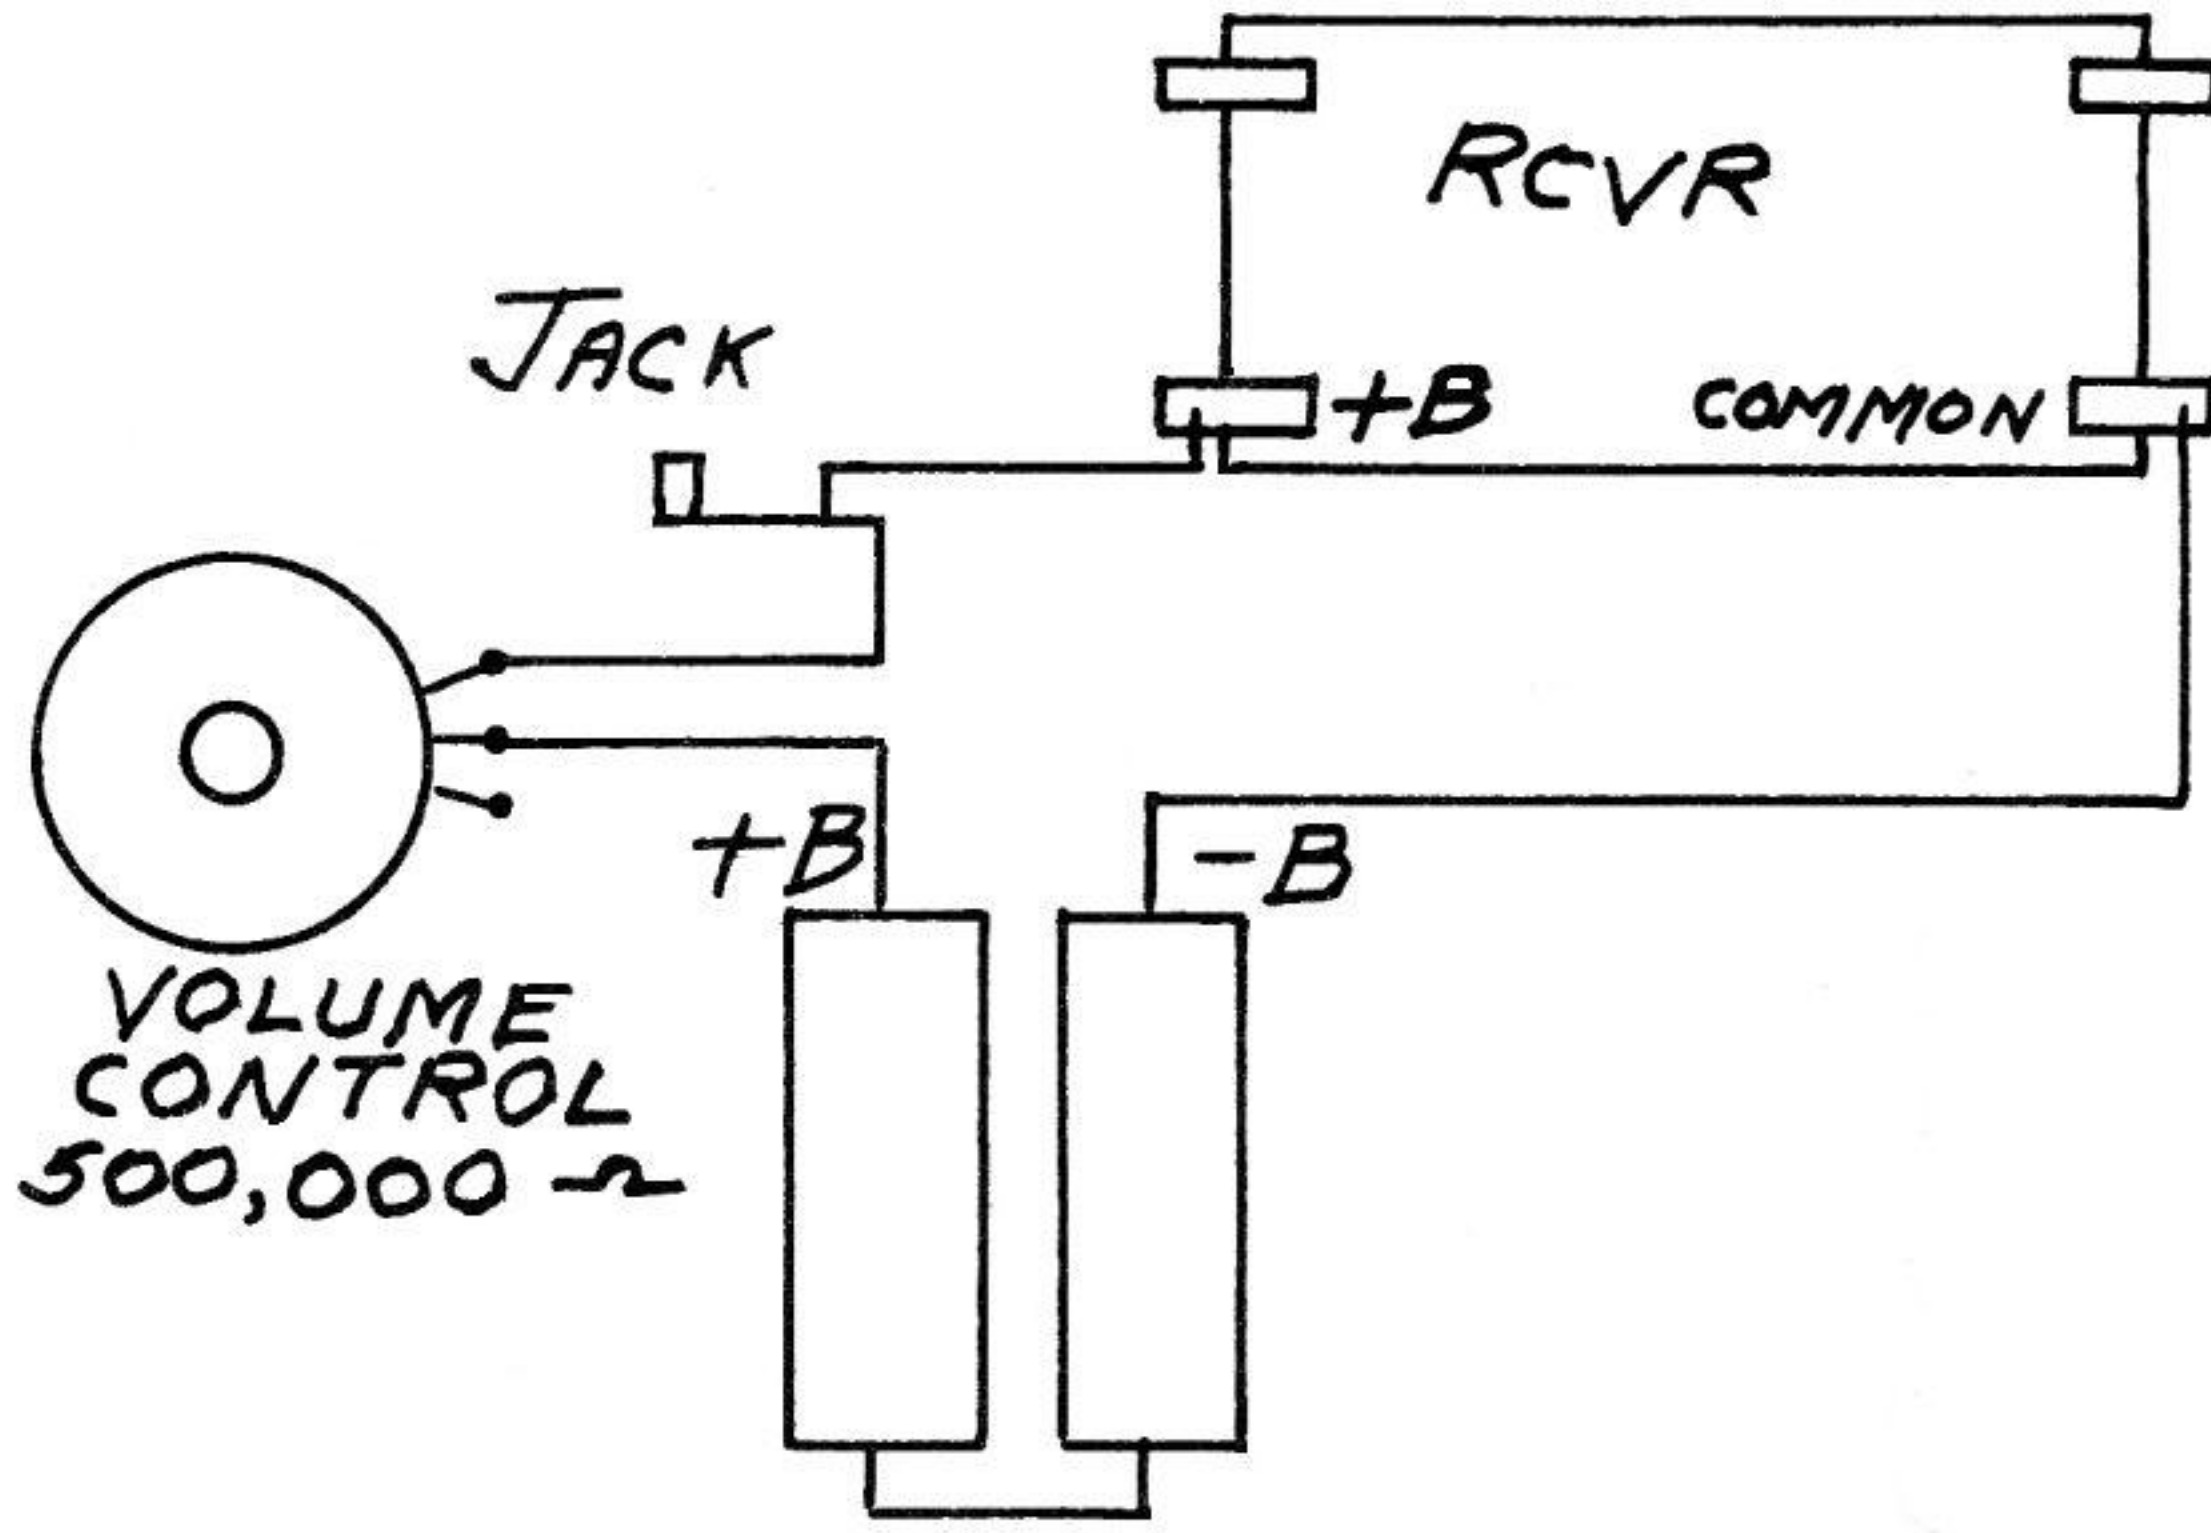 RCVR
JACK
+B
COMMON
+B
-B
VOLUME
CONTROL
500,000 Ω